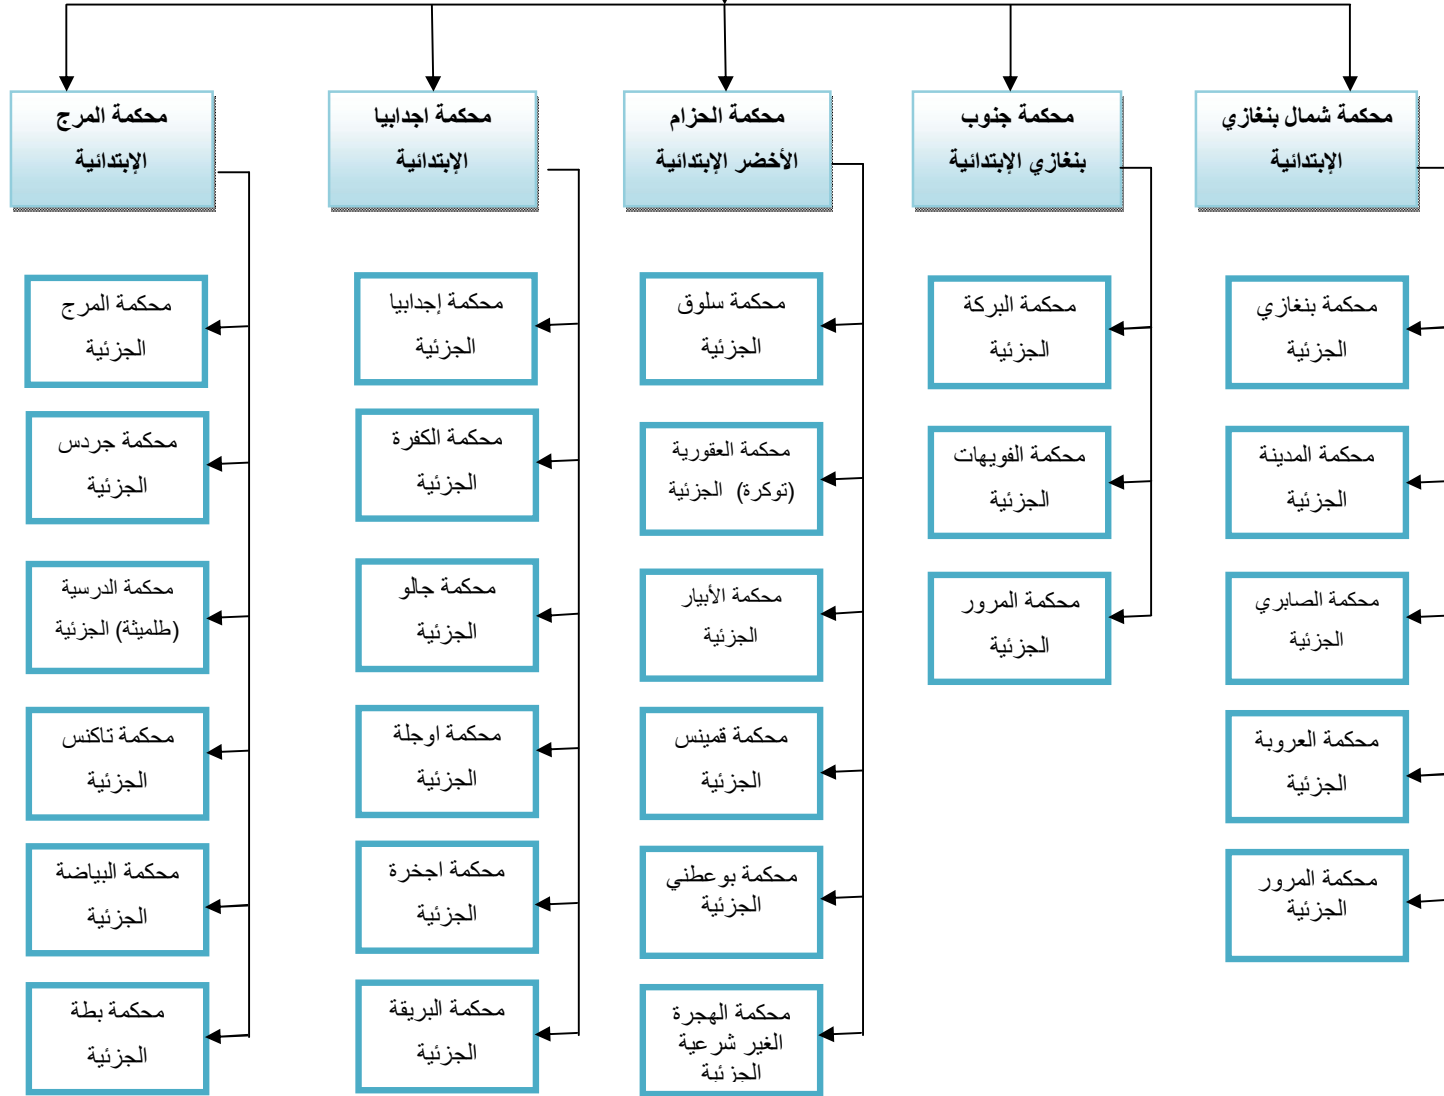 محكمة شمال بنغازي
الإبتدائية
محكمة جنوب
بنغازي الإبتدائية
محكمة الحزام
الأخضر الإبتدائية
محكمة اجدابيا
الإبتدائية
محكمة المرج
الإبتدائية
محكمة بنغازي
الجزئية
محكمة المدينة
الجزئية
محكمة الصابري
الجزئية
محكمة العروبة
الجزئية
محكمة المرور
الجزئية
محكمة البركة
الجزئية
محكمة الفويهات
الجزئية
محكمة المرور
الجزئية
محكمة سلوق
الجزئية
محكمة العقورية
(توكرة) الجزئية
محكمة الأبيار
الجزئية
محكمة قمينس
الجزئية
محكمة بوعطني
الجزئية
محكمة الهجرة
الغير شرعية
الجزئية
محكمة إجدابيا
الجزئية
محكمة الكفرة
الجزئية
محكمة جالو
الجزئية
محكمة اوجلة
الجزئية
محكمة اجخرة
الجزئية
محكمة البريقة
الجزئية
محكمة المرج
الجزئية
محكمة جردس
الجزئية
محكمة الدرسية
(طلميثة) الجزئية
محكمة تاكنس
الجزئية
محكمة البياضة
الجزئية
محكمة بطة
الجزئية